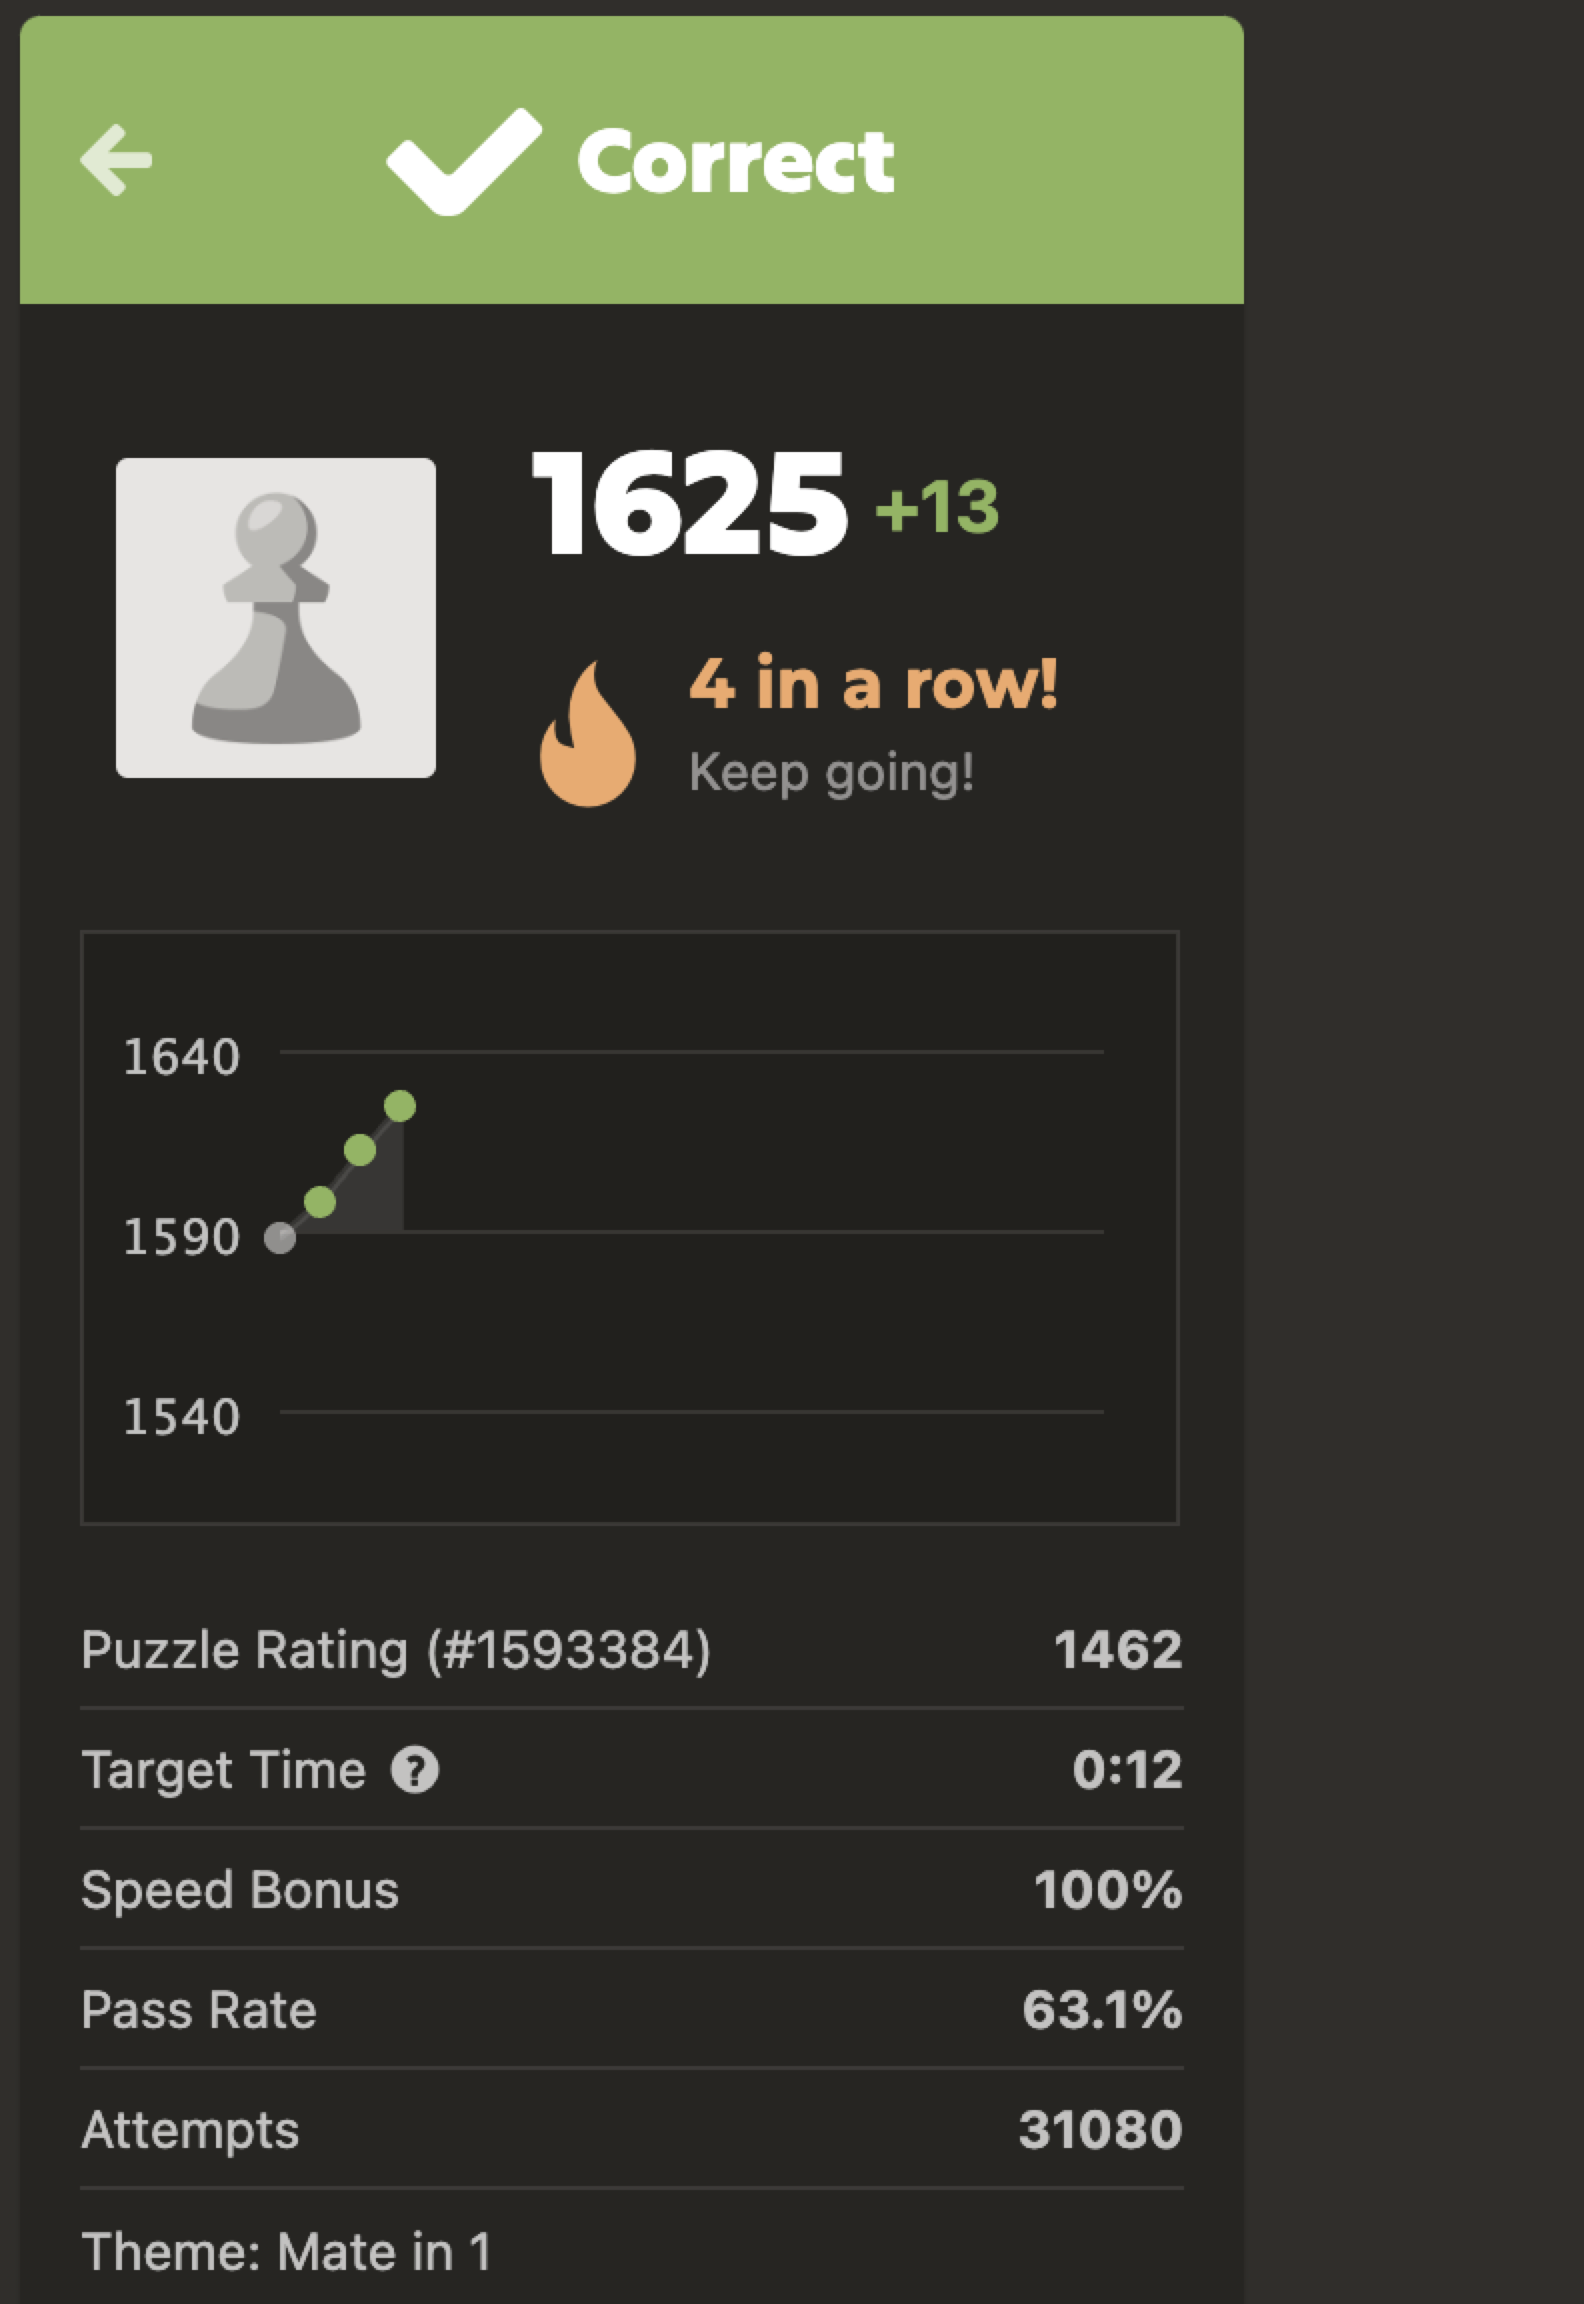 Correct
1625 +13
4 in a row!
Keep going!
1640
1590
1540
Puzzle Rating (#1593384) 1462
Target Time ? 0:12
Speed Bonus 100%
Pass Rate 63.1%
Attempts 31080
Theme: Mate in 1